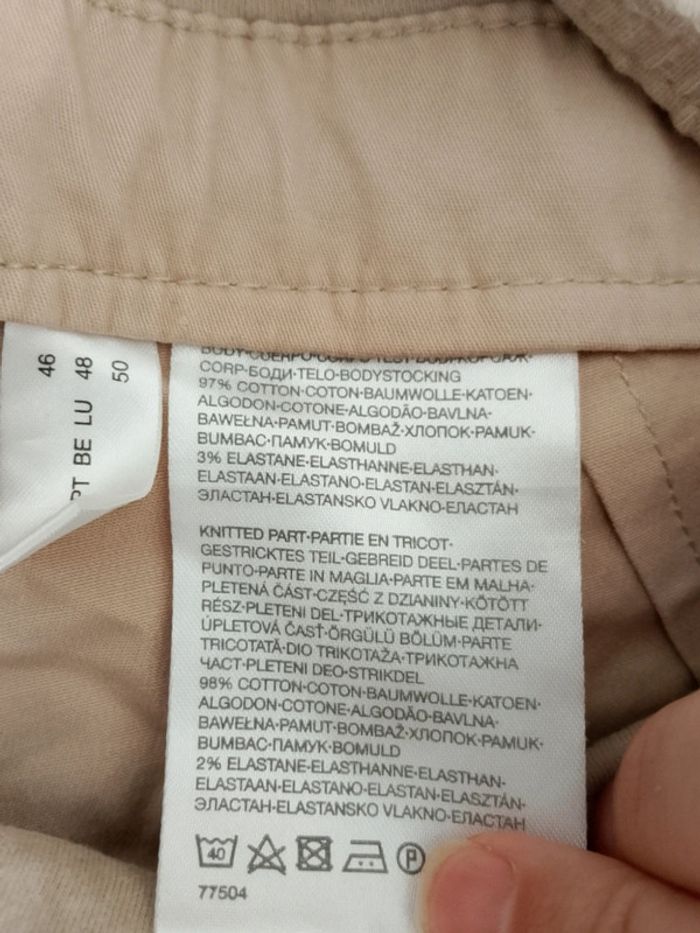 46
48
50
PT BE LU
CORP·БОДИ·TELO·BODYSTOCKING
97% COTTON·COTON·BAUMWOLLE·KATOEN·
ALGODON·COTONE·ALGODÃO·BAVLNA·
BAWEŁNA·PAMUT·BOMBAŽ·ХЛОПОК·PAMUK·
BUMBAC·ПАМУК·BOMULD
3% ELASTANE·ELASTHANNE·ELASTHAN·
ELASTAAN·ELASTANO·ELASTAN·ELASZTÁN·
ЭЛАСТАН·ELASTANSKO VLAKNO·ЕЛАСТАН
KNITTED PART·PARTIE EN TRICOT·
GESTRICKTES TEIL·GEBREID DEEL·PARTES DE
PUNTO·PARTE IN MAGLIA·PARTE EM MALHA·
PLETENÁ ČÁST·CZĘŚĆ Z DZIANINY·KÖTÖTT
RÉSZ·PLETENI DEL·ТРИКОТАЖНЫЕ ДЕТАЛИ·
ÚPLETOVÁ ČASŤ·ÖRGÜLÜ BÖLÜM·PARTE
TRICOTATĂ·DIO TRIKOTAŽA·ТРИКОТАЖНА
ЧАСТ·PLETENI DEO·STRIKDEL
98% COTTON·COTON·BAUMWOLLE·KATOEN·
ALGODON·COTONE·ALGODÃO·BAVLNA·
BAWEŁNA·PAMUT·BOMBAŽ·ХЛОПОК·PAMUK·
BUMBAC·ПАМУК·BOMULD
2% ELASTANE·ELASTHANNE·ELASTHAN·
ELASTAAN·ELASTANO·ELASTAN·ELASZTÁN·
ЭЛАСТАН·ELASTANSKO VLAKNO·ЕЛАСТАН
40 P
77504